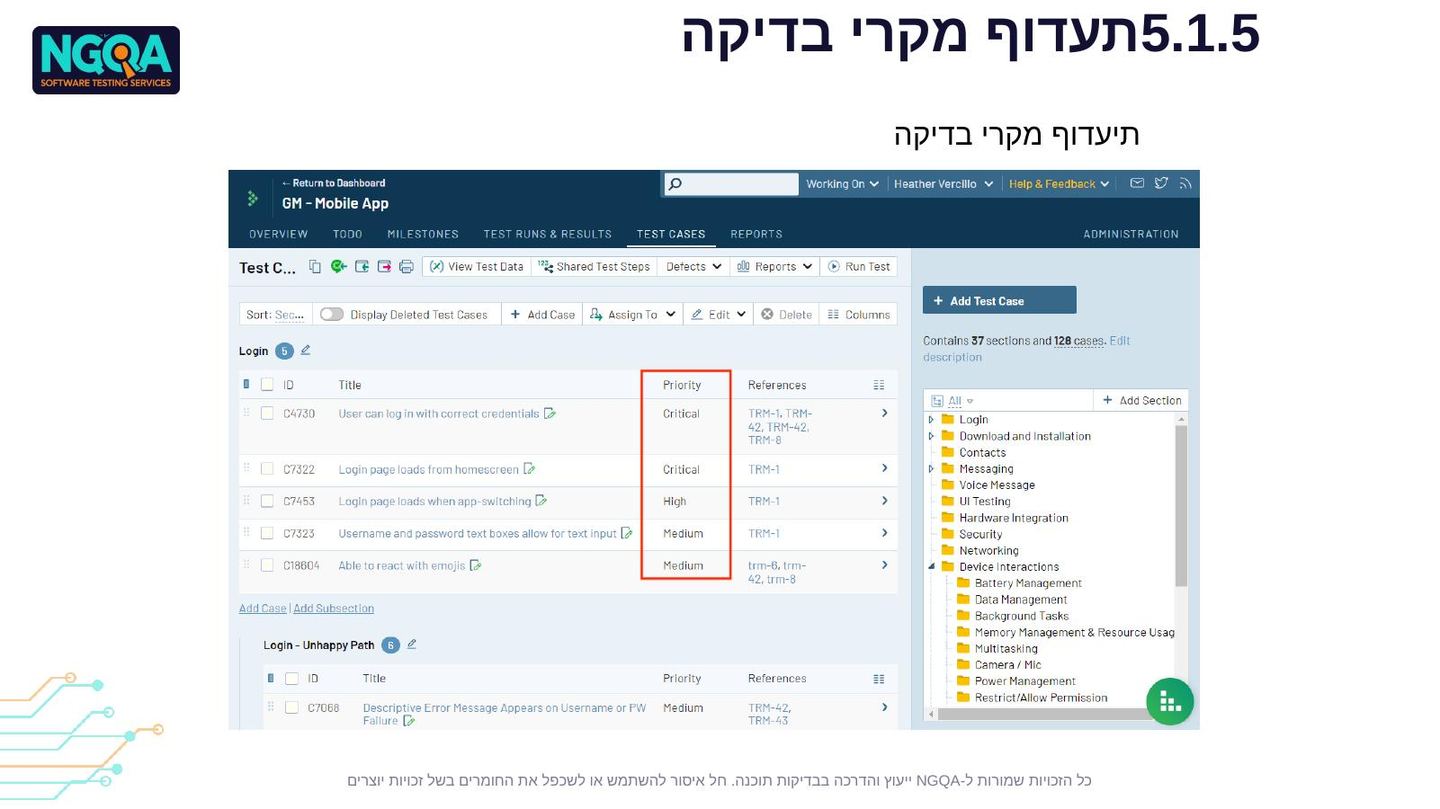 5.1.5תעדוף מקרי בדיקה
NGQA
SOFTWARE TESTING SERVICES
תיעדוף מקרי בדיקה
← Return to Dashboard
GM - Mobile App
Working On
Heather Vercillo
Help & Feedback
OVERVIEW TODO MILESTONES TEST RUNS & RESULTS TEST CASES REPORTS ADMINISTRATION
Test C... View Test Data Shared Test Steps Defects Reports Run Test
Sort: Sec... Display Deleted Test Cases + Add Case Assign To Edit Delete Columns
Login 5
ID Title Priority References
C4730 User can log in with correct credentials Critical TRM-1, TRM-
42, TRM-42,
TRM-8
C7322 Login page loads from homescreen Critical TRM-1
C7453 Login page loads when app-switching High TRM-1
C7323 Username and password text boxes allow for text input Medium TRM-1
C18604 Able to react with emojis Medium trm-6, trm-
42, trm-8
Add Case | Add Subsection
Login - Unhappy Path 6
ID Title Priority References
C7068 Descriptive Error Message Appears on Username or PW Medium TRM-42,
Failure TRM-43
+ Add Test Case
Contains 37 sections and 128 cases. Edit
description
All + Add Section
Login
Download and Installation
Contacts
Messaging
Voice Message
UI Testing
Hardware Integration
Security
Networking
Device Interactions
Battery Management
Data Management
Background Tasks
Memory Management & Resource Usag
Multitasking
Camera / Mic
Power Management
Restrict/Allow Permission
כל הזכויות שמורות ל-NGQA ייעוץ והדרכה בבדיקות תוכנה. חל איסור להשתמש או לשכפל את החומרים בשל זכויות יוצרים